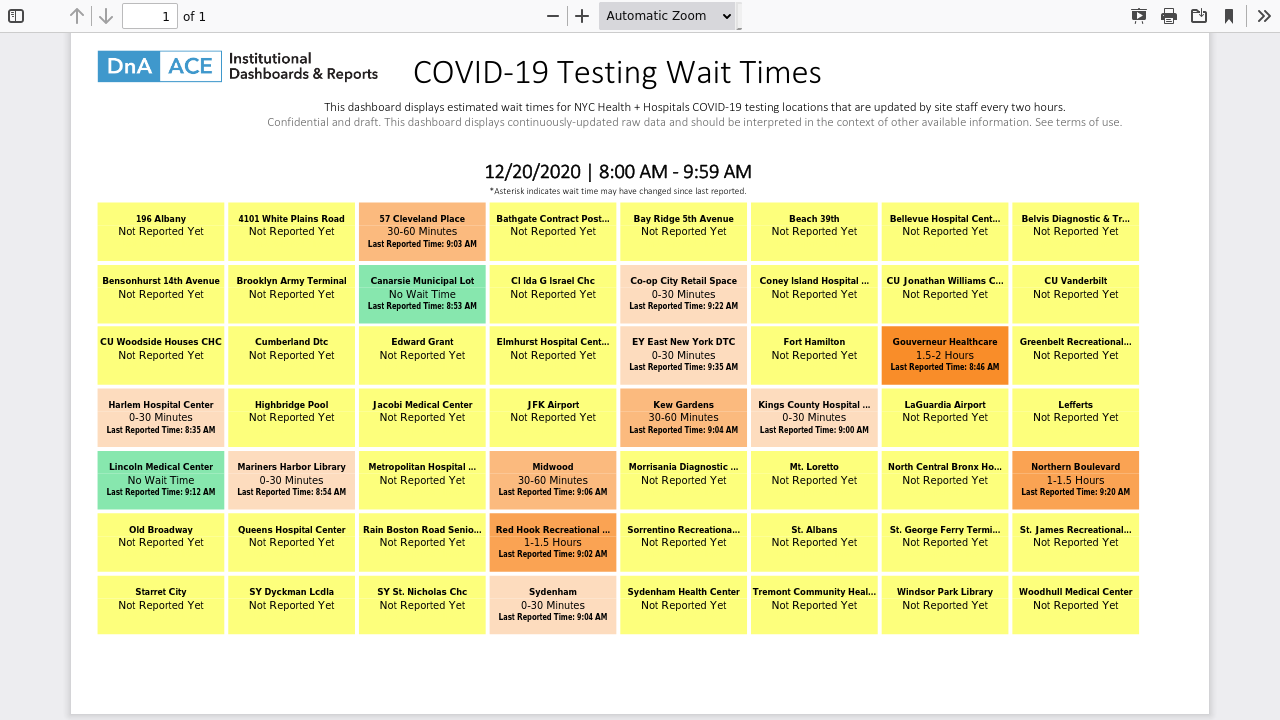 1 of 1 Automatic Zoom
DnA ACE Institutional
Dashboards & Reports
COVID-19 Testing Wait Times
This dashboard displays estimated wait times for NYC Health + Hospitals COVID-19 testing locations that are updated by site staff every two hours.
Confidential and draft. This dashboard displays continuously-updated raw data and should be interpreted in the context of other available information. See terms of use.
12/20/2020 | 8:00 AM - 9:59 AM
*Asterisk indicates wait time may have changed since last reported.
196 Albany 4101 White Plains Road 57 Cleveland Place Bathgate Contract Post... Bay Ridge 5th Avenue Beach 39th Bellevue Hospital Cent... Belvis Diagnostic & Tr...
Not Reported Yet Not Reported Yet 30-60 Minutes Not Reported Yet Not Reported Yet Not Reported Yet Not Reported Yet Not Reported Yet
Last Reported Time: 9:03 AM
Bensonhurst 14th Avenue Brooklyn Army Terminal Canarsie Municipal Lot CI Ida G Israel Chc Co-op City Retail Space Coney Island Hospital ... CU Jonathan Williams C... CU Vanderbilt
Not Reported Yet Not Reported Yet No Wait Time Not Reported Yet 0-30 Minutes Not Reported Yet Not Reported Yet Not Reported Yet
Last Reported Time: 8:53 AM Last Reported Time: 9:22 AM
CU Woodside Houses CHC Cumberland Dtc Edward Grant Elmhurst Hospital Cent... EY East New York DTC Fort Hamilton Gouverneur Healthcare Greenbelt Recreational...
Not Reported Yet Not Reported Yet Not Reported Yet Not Reported Yet 0-30 Minutes Not Reported Yet 1.5-2 Hours Not Reported Yet
Last Reported Time: 9:35 AM Last Reported Time: 8:46 AM
Harlem Hospital Center Highbridge Pool Jacobi Medical Center JFK Airport Kew Gardens Kings County Hospital ... LaGuardia Airport Lefferts
0-30 Minutes Not Reported Yet Not Reported Yet Not Reported Yet 30-60 Minutes 0-30 Minutes Not Reported Yet Not Reported Yet
Last Reported Time: 8:35 AM Last Reported Time: 9:04 AM Last Reported Time: 9:00 AM
Lincoln Medical Center Mariners Harbor Library Metropolitan Hospital ... Midwood Morrisania Diagnostic ... Mt. Loretto North Central Bronx Ho... Northern Boulevard
No Wait Time 0-30 Minutes Not Reported Yet 30-60 Minutes Not Reported Yet Not Reported Yet Not Reported Yet 1-1.5 Hours
Last Reported Time: 9:12 AM Last Reported Time: 8:54 AM Last Reported Time: 9:06 AM Last Reported Time: 9:20 AM
Old Broadway Queens Hospital Center Rain Boston Road Senio... Red Hook Recreational ... Sorrentino Recreationa... St. Albans St. George Ferry Termi... St. James Recreational...
Not Reported Yet Not Reported Yet Not Reported Yet 1-1.5 Hours Not Reported Yet Not Reported Yet Not Reported Yet Not Reported Yet
Last Reported Time: 9:02 AM
Starret City SY Dyckman Lcdla SY St. Nicholas Chc Sydenham Sydenham Health Center Tremont Community Heal... Windsor Park Library Woodhull Medical Center
Not Reported Yet Not Reported Yet Not Reported Yet 0-30 Minutes Not Reported Yet Not Reported Yet Not Reported Yet Not Reported Yet
Last Reported Time: 9:04 AM